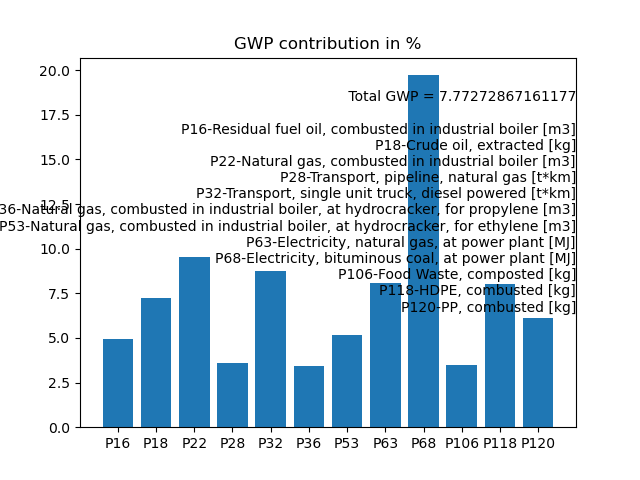 GWP contribution in %
20.0
Total GWP = 7.77272867161177
17.5
P16-Residual fuel oil, combusted in industrial boiler [m3]
P18-Crude oil, extracted [kg]
15.0
P22-Natural gas, combusted in industrial boiler [m3]
P28-Transport, pipeline, natural gas [t*km]
P32-Transport, single unit truck, diesel powered [t*km]
12.5
36-Natural gas, combusted in industrial boiler, at hydrocracker, for propylene [m3]
P53-Natural gas, combusted in industrial boiler, at hydrocracker, for ethylene [m3]
10.0
P63-Electricity, natural gas, at power plant [MJ]
P68-Electricity, bituminous coal, at power plant [MJ]
P106-Food Waste, composted [kg]
7.5
P118-HDPE, combusted [kg]
P120-PP, combusted [kg]
5.0
2.5
0.0
P16 P18 P22 P28 P32 P36 P53 P63 P68 P106 P118 P120